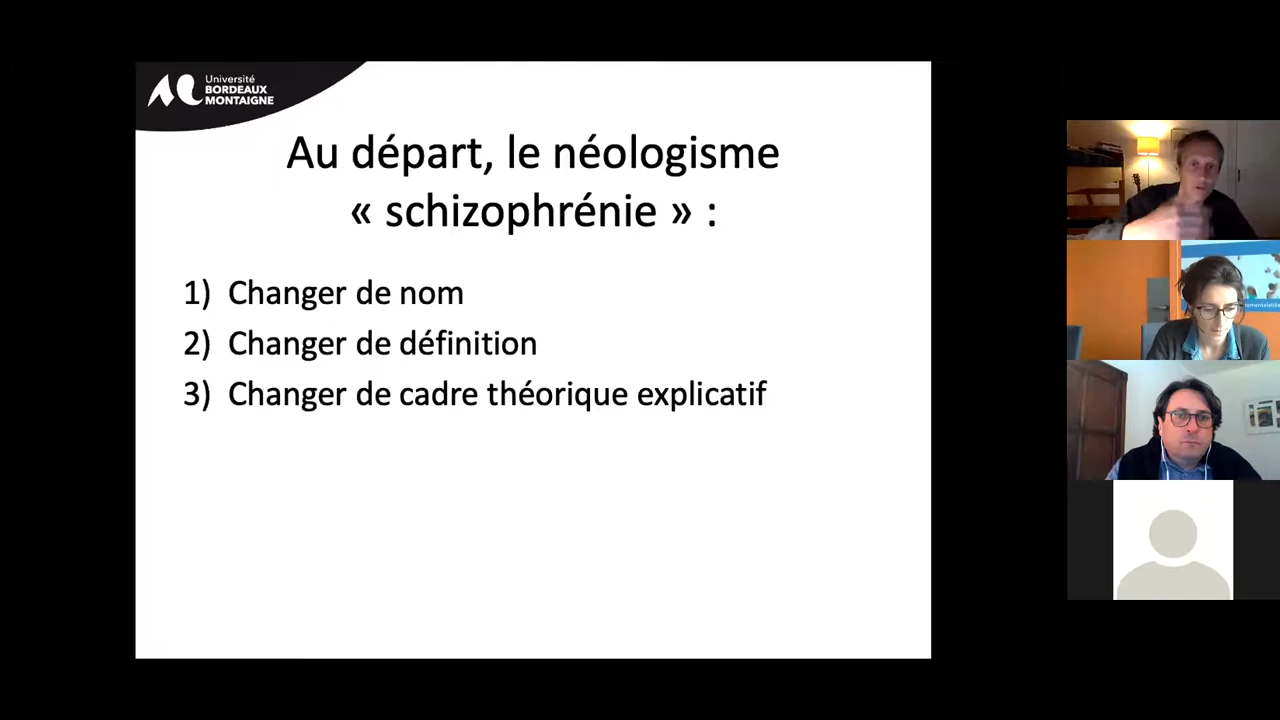 Université
BORDEAUX
MONTAIGNE
Au départ, le néologisme
« schizophrénie » :
1) Changer de nom
2) Changer de définition
3) Changer de cadre théorique explicatif